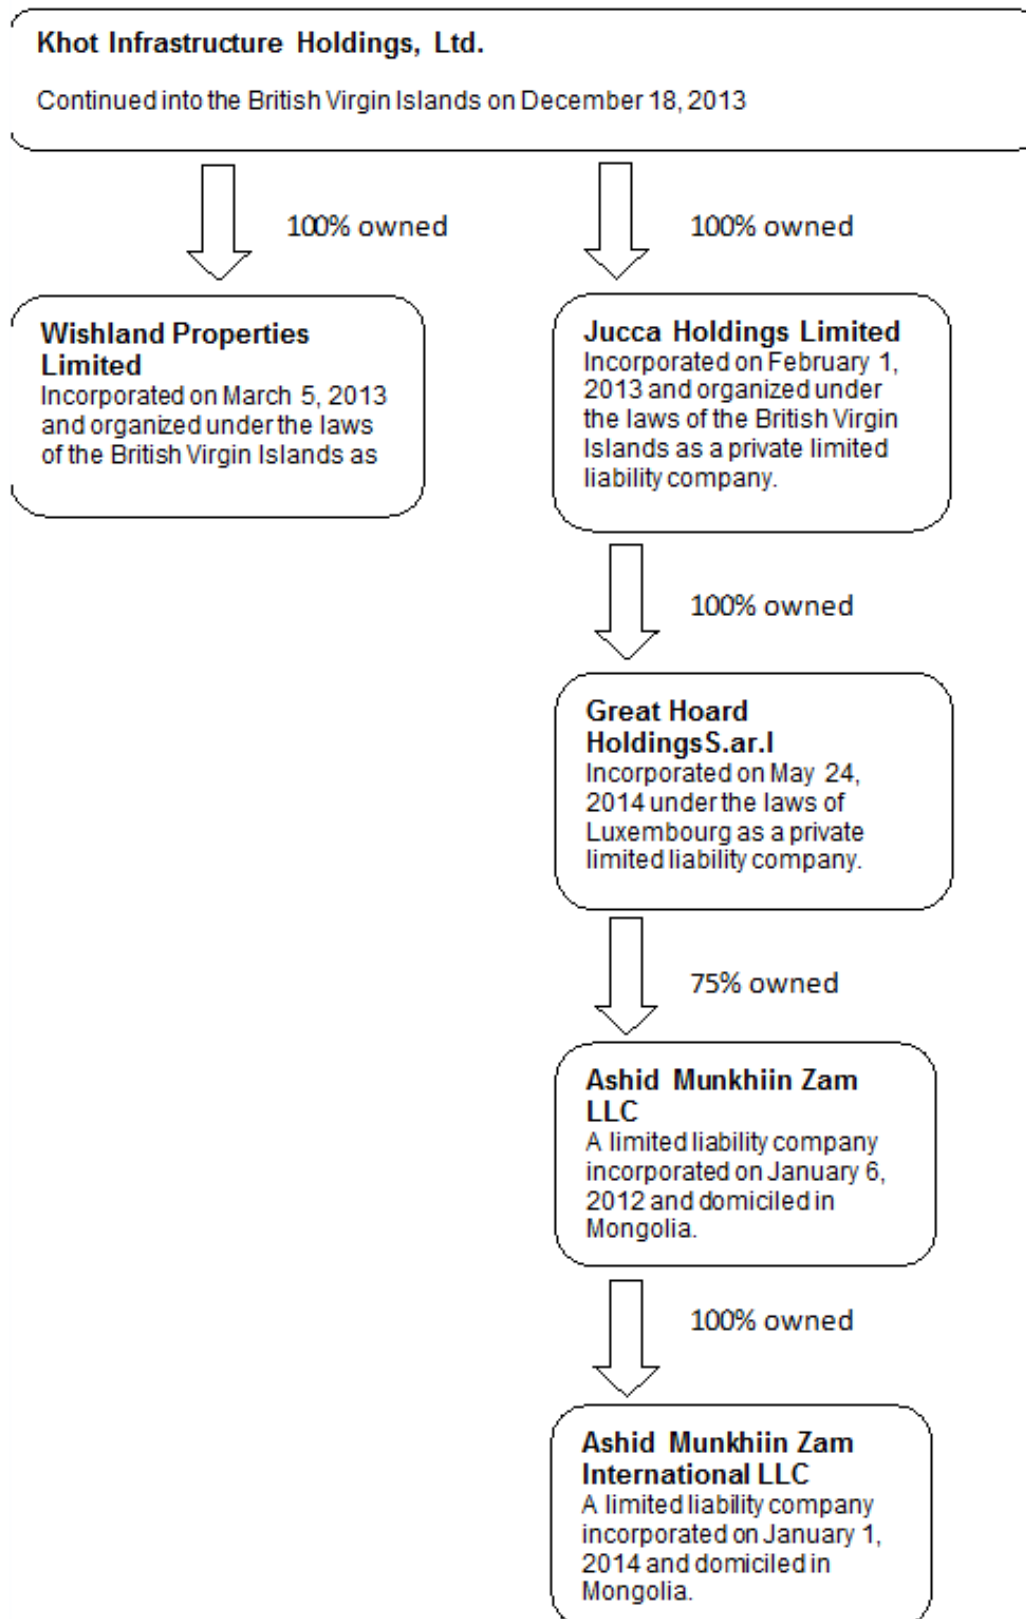 Khot Infrastructure Holdings, Ltd.
Continued into the British Virgin Islands on December 18, 2013
100% owned
100% owned
Wishland Properties
Limited
Incorporated on March 5, 2013
and organized under the laws
of the British Virgin Islands as
Jucca Holdings Limited
Incorporated on February 1,
2013 and organized under
the laws of the British Virgin
Islands as a private limited
liability company.
100% owned
Great Hoard
HoldingsS.ar.l
Incorporated on May 24,
2014 under the laws of
Luxembourg as a private
limited liability company.
75% owned
Ashid Munkhiin Zam
LLC
A limited liability company
incorporated on January 6,
2012 and domiciled in
Mongolia.
100% owned
Ashid Munkhiin Zam
International LLC
A limited liability company
incorporated on January 1,
2014 and domiciled in
Mongolia.